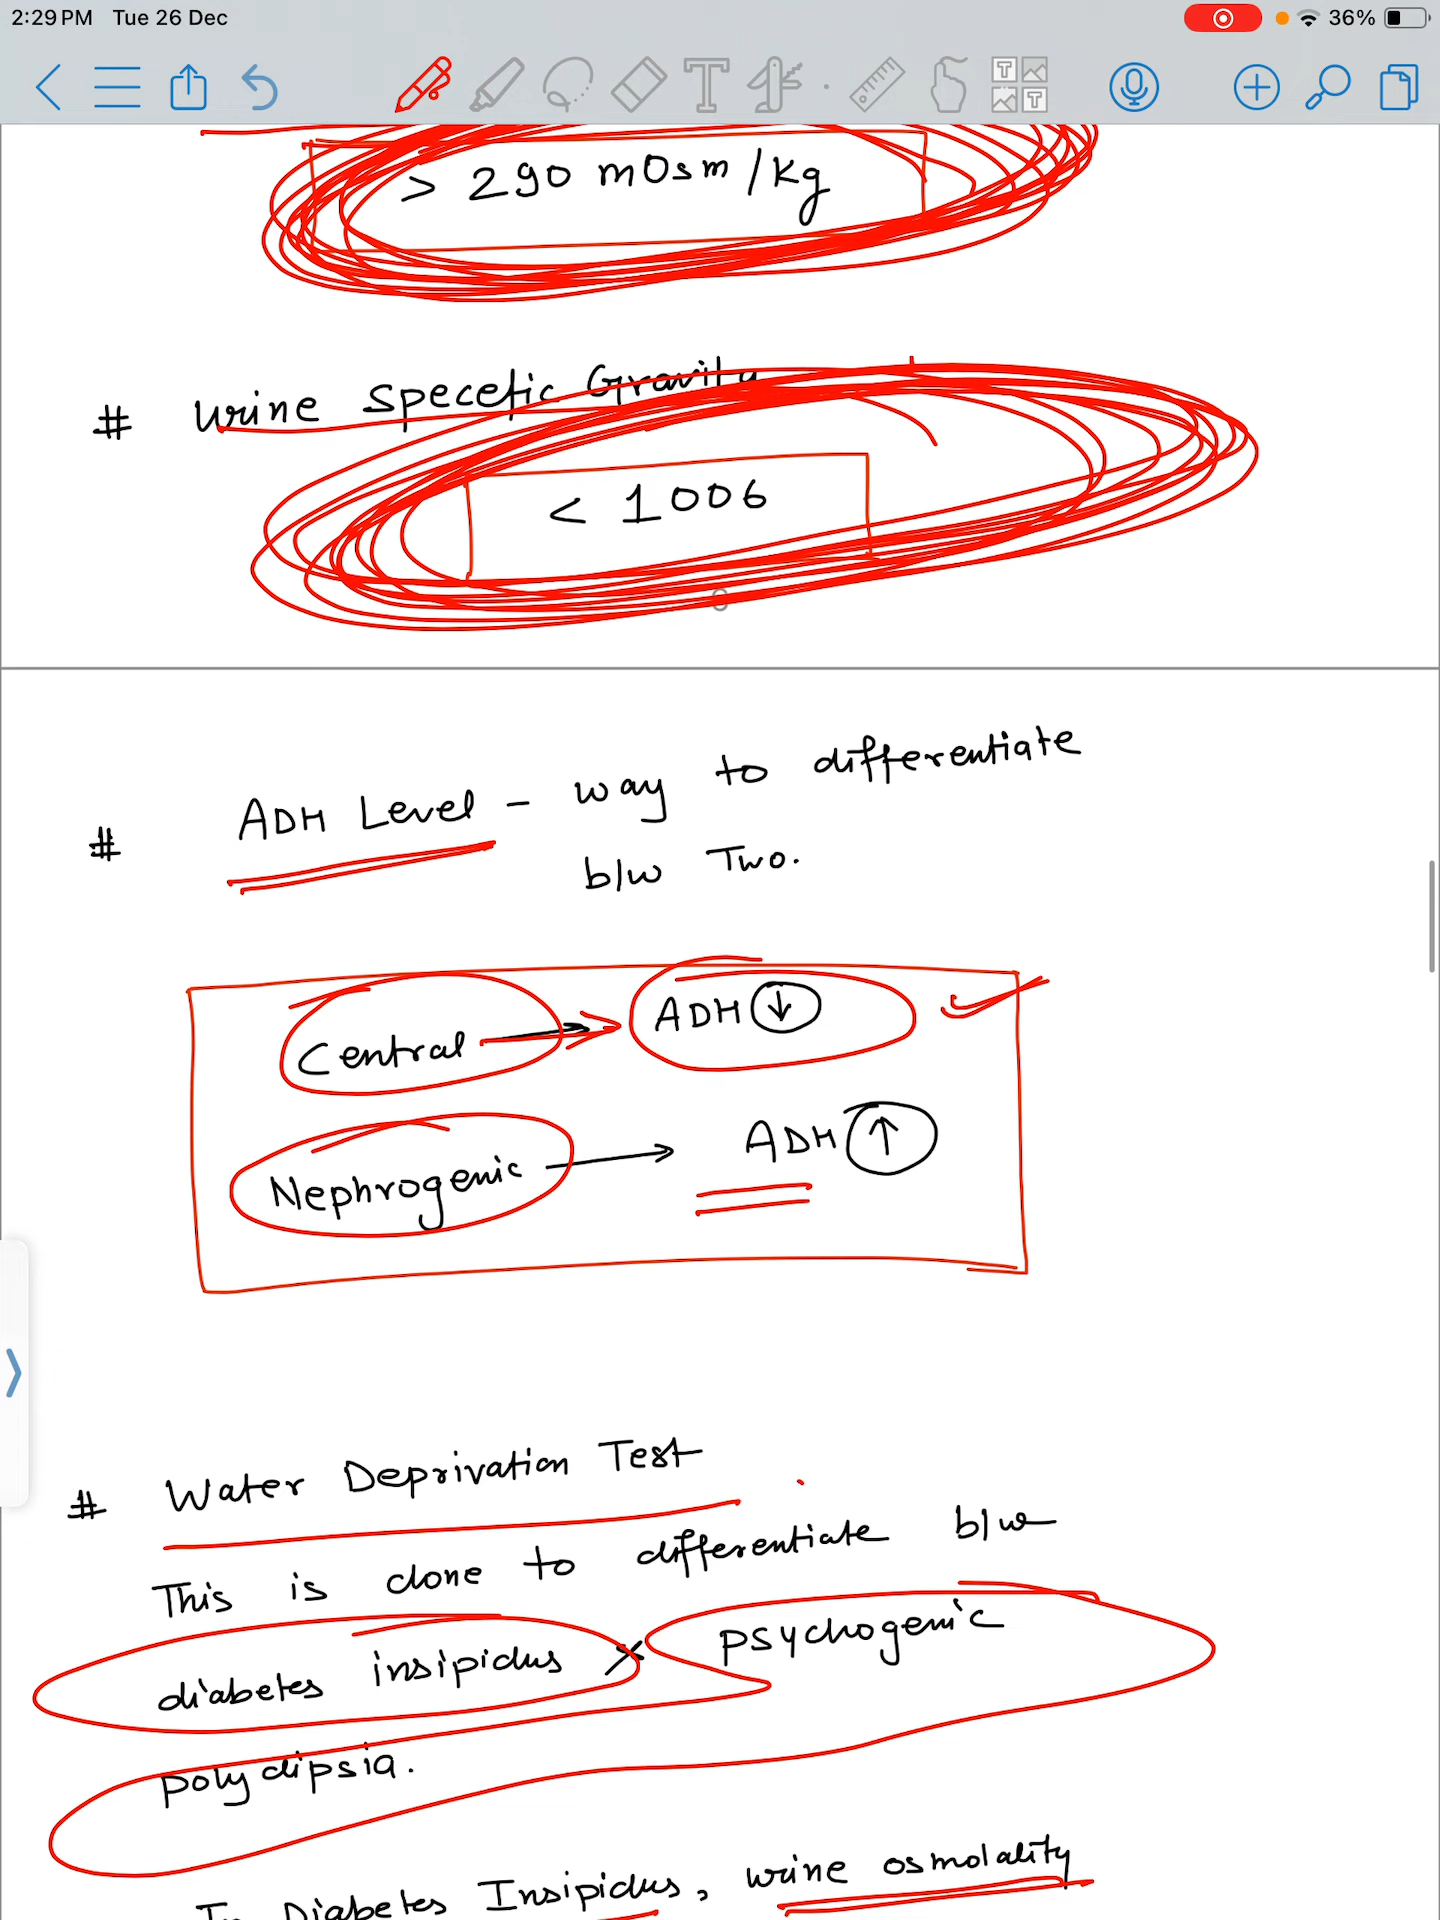 2:29 PM Tue 26 Dec 36%
> 290 mOsm/kg
# Urine Specefic Gravity
< 1006
# ADH Level - way to differentiate
b/w Two.
Central → ADH ↓
Nephrogenic → ADH ↑
# Water Deprivation Test
This is done to differentiate b/w
diabetes insipidus x psychogenic
polydipsia.
In Diabetes Insipidus, urine osmolality